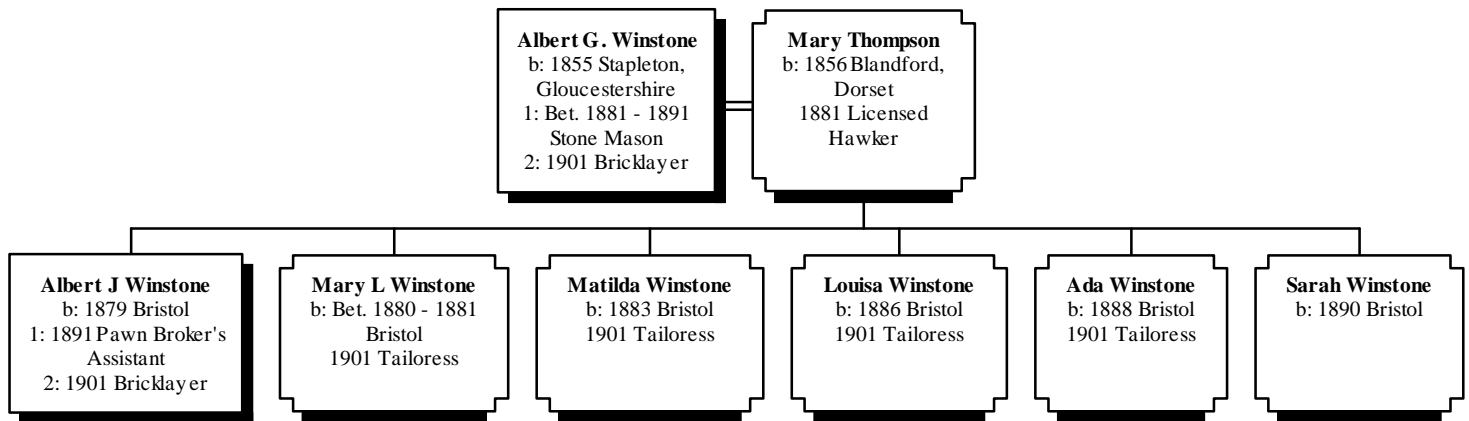 Albert G. Winstone
b: 1855 Stapleton,
Gloucestershire
1: Bet. 1881 - 1891
Stone Mason
2: 1901 Bricklayer
Mary Thompson
b: 1856 Blandford,
Dorset
1881 Licensed
Hawker
Albert J Winstone
b: 1879 Bristol
1: 1891 Pawn Broker's
Assistant
2: 1901 Bricklayer
Mary L Winstone
b: Bet. 1880 - 1881
Bristol
1901 Tailoress
Matilda Winstone
b: 1883 Bristol
1901 Tailoress
Louisa Winstone
b: 1886 Bristol
1901 Tailoress
Ada Winstone
b: 1888 Bristol
1901 Tailoress
Sarah Winstone
b: 1890 Bristol